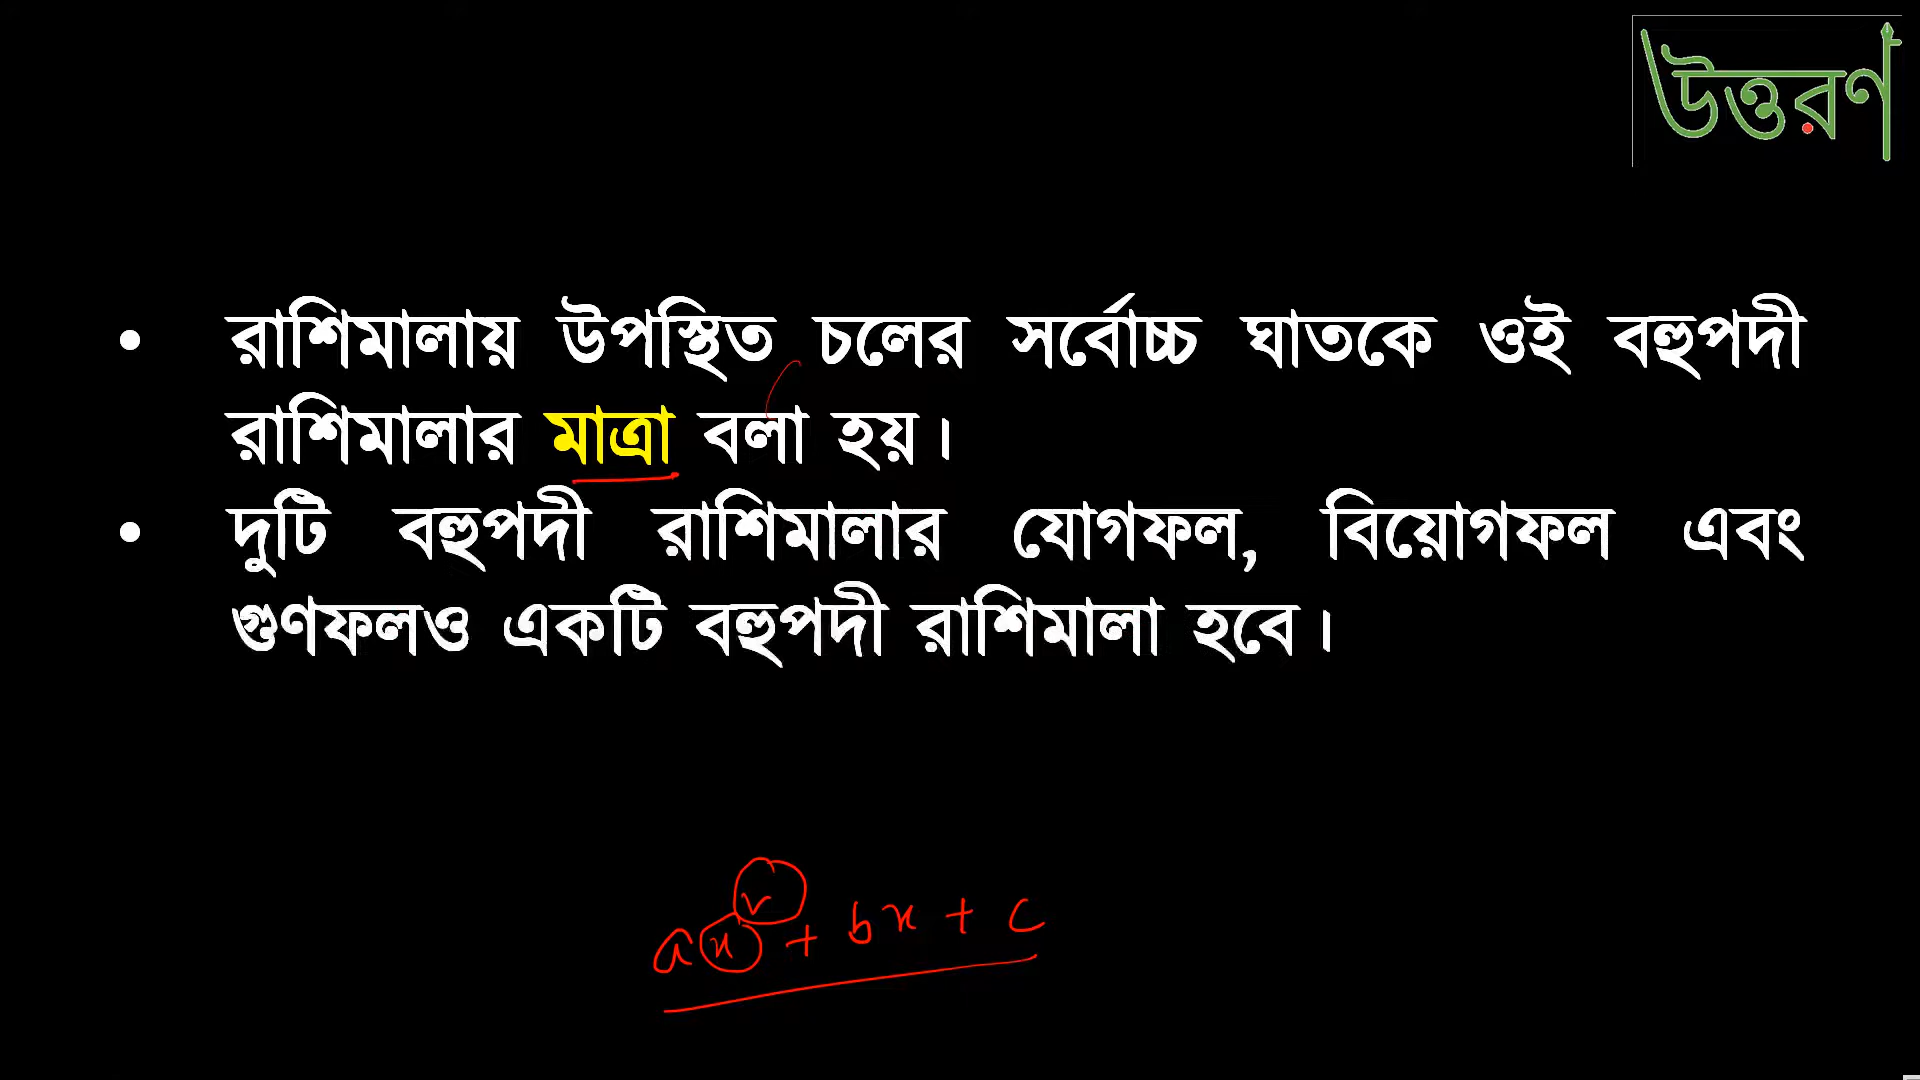 উত্তরণ
• রাশিমালায় উপস্থিত চলের সর্বোচ্চ ঘাতকে ওই বহুপদী
রাশিমালার মাত্রা বলা হয়।
• দুটি বহুপদী রাশিমালার যোগফল, বিয়োগফল এবং
গুণফলও একটি বহুপদী রাশিমালা হবে।
ax² + bx + c